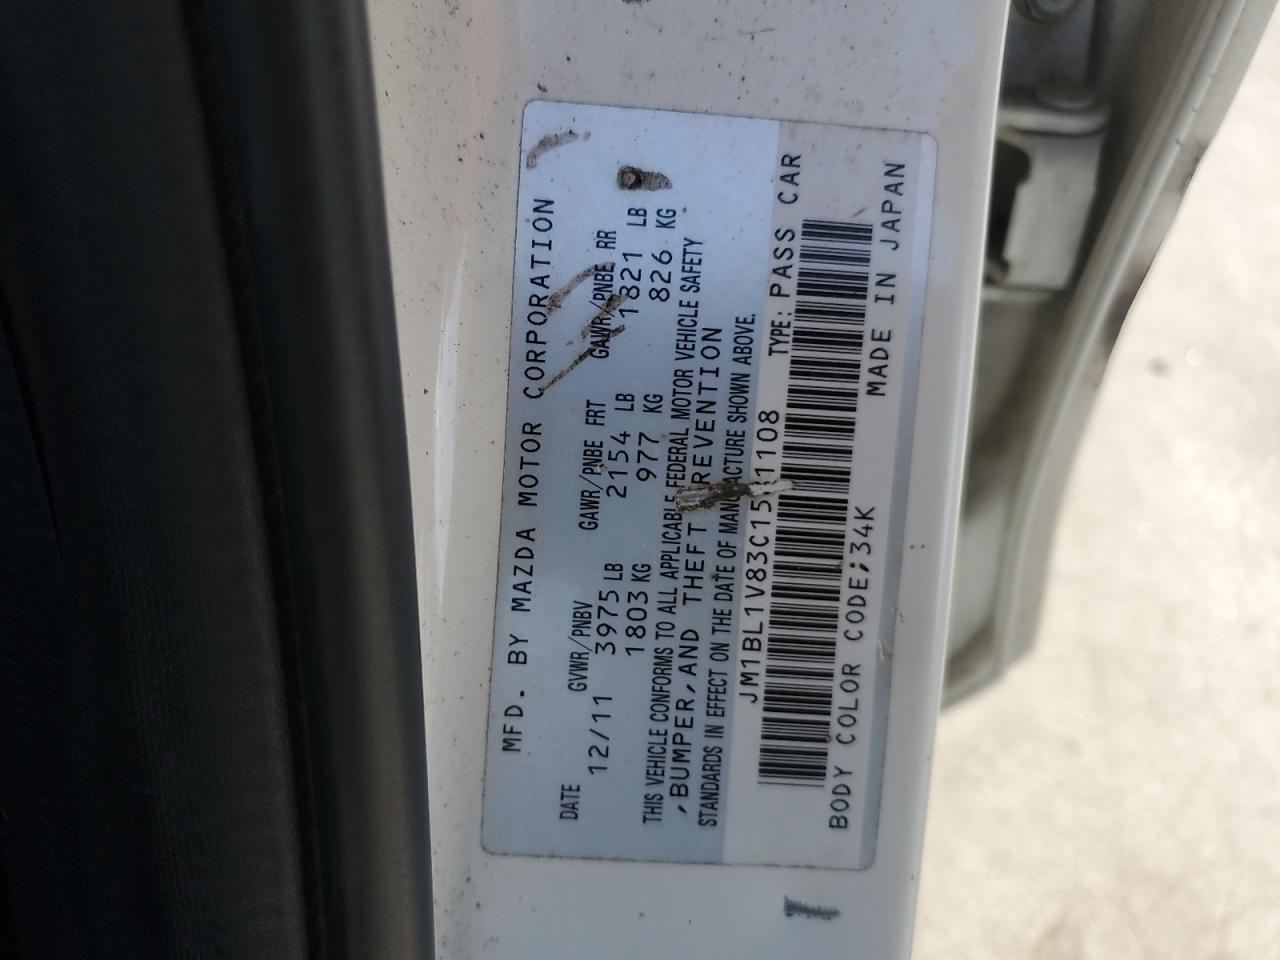 MFD. BY MAZDA MOTOR CORPORATION
DATE GVWR/PNBV GAWR/PNBE FRT GAWR/PNBE RR
12/11 3975 LB 2154 LB 1821 LB
1803 KG 977 KG 826 KG
THIS VEHICLE CONFORMS TO ALL APPLICABLE FEDERAL MOTOR VEHICLE SAFETY
,BUMPER,AND THEFT PREVENTION
STANDARDS IN EFFECT ON THE DATE OF MANUFACTURE SHOWN ABOVE.
TYPE: PASS CAR
BODY COLOR CODE;34K MADE IN JAPAN